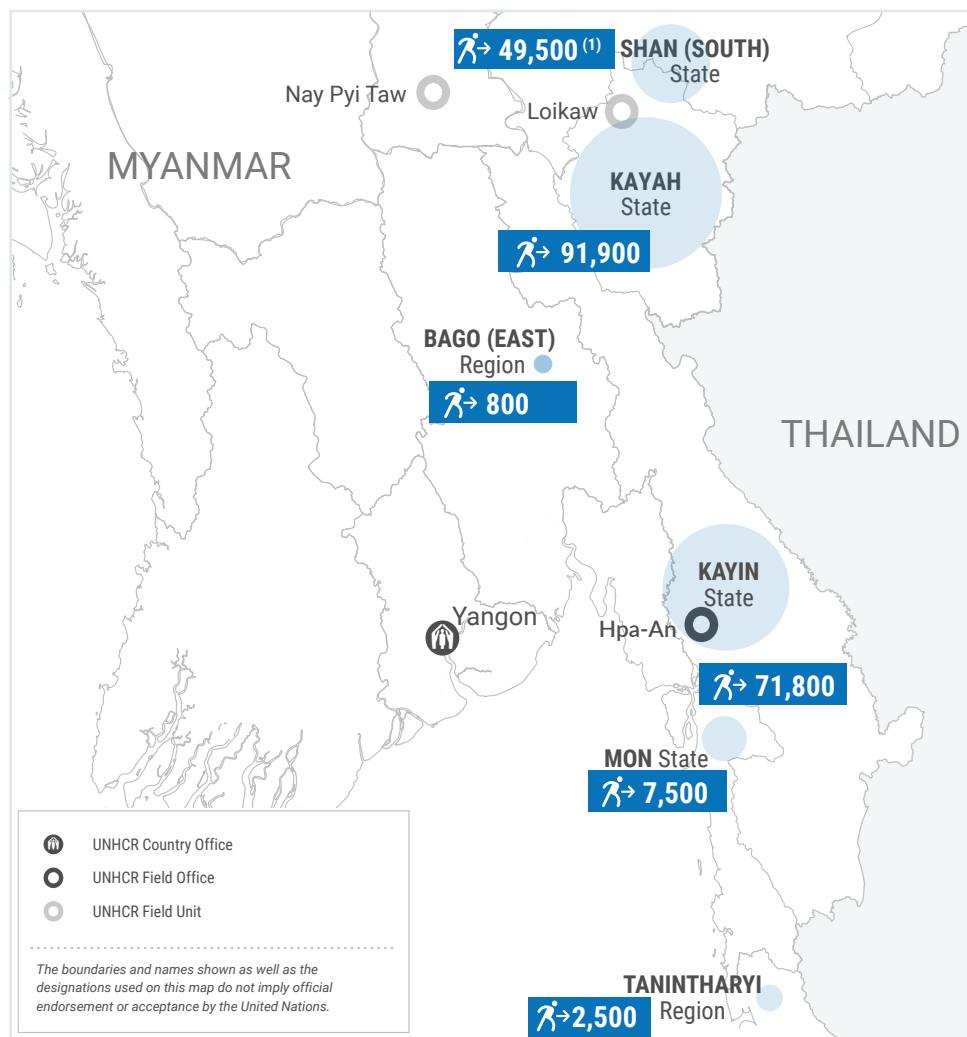 49,500 (1)
SHAN (SOUTH)
State
Nay Pyi Taw
Loikaw
MYANMAR
KAYAH
State
91,900
BAGO (EAST)
Region
800
THAILAND
KAYIN
State
Yangon
Hpa-An
71,800
MON State
7,500
UNHCR Country Office
UNHCR Field Office
UNHCR Field Unit
The boundaries and names shown as well as the
designations used on this map do not imply official
endorsement or acceptance by the United Nations.
TANINTHARYI
Region
2,500